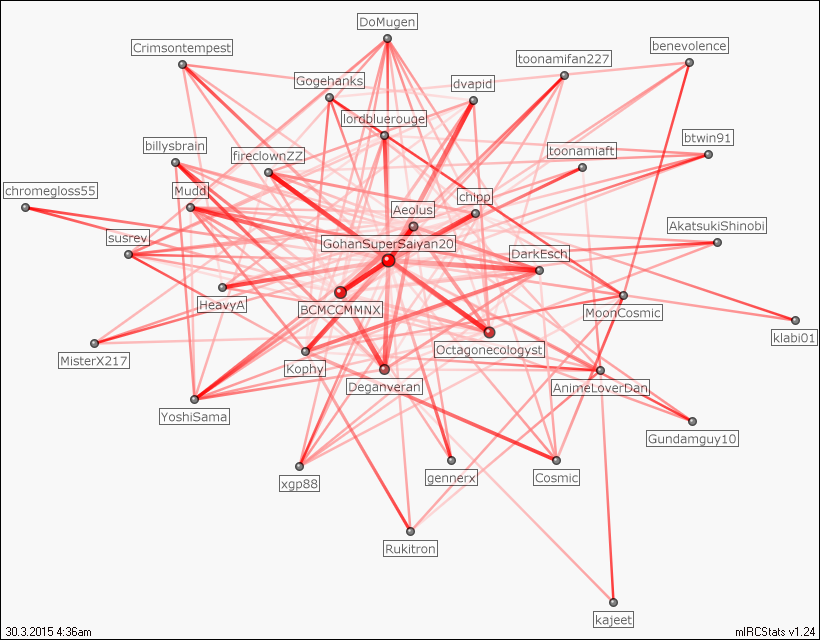 DoMugen
Crimsontempest
benevolence
toonamifan227
Gogehanks
dvapid
lordbluerouge
btwin91
billysbrain
toonamiaft
fireclownZZ
chromegloss55
Mudd
chipp
Aeolus
AkatsukiShinobi
susrev
GohanSuperSaiyan20
DarkEsch
HeavyA
BCMCCMMNX
MoonCosmic
klabi01
Octagonecologyst
MisterX217
Kophy
Deganveran
AnimeLoverDan
YoshiSama
Gundamguy10
gennerx
Cosmic
xgp88
Rukitron
kajeet
30.3.2015 4:36am
mIRCStats v1.24